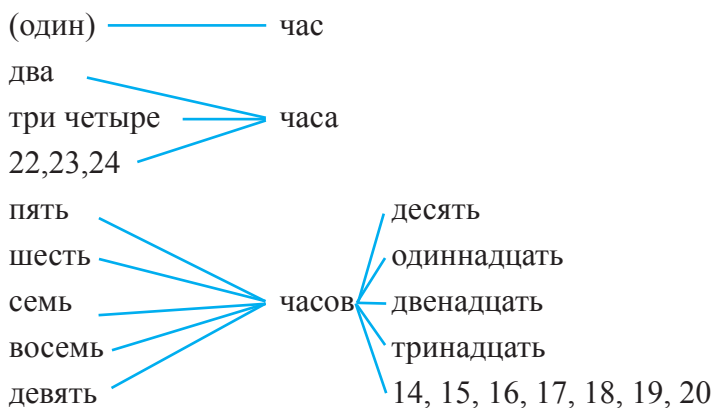 (один) час
два
три четыре часа
22,23,24
пять десять
шесть одиннадцать
семь часов двенадцать
восемь тринадцать
девять 14, 15, 16, 17, 18, 19, 20